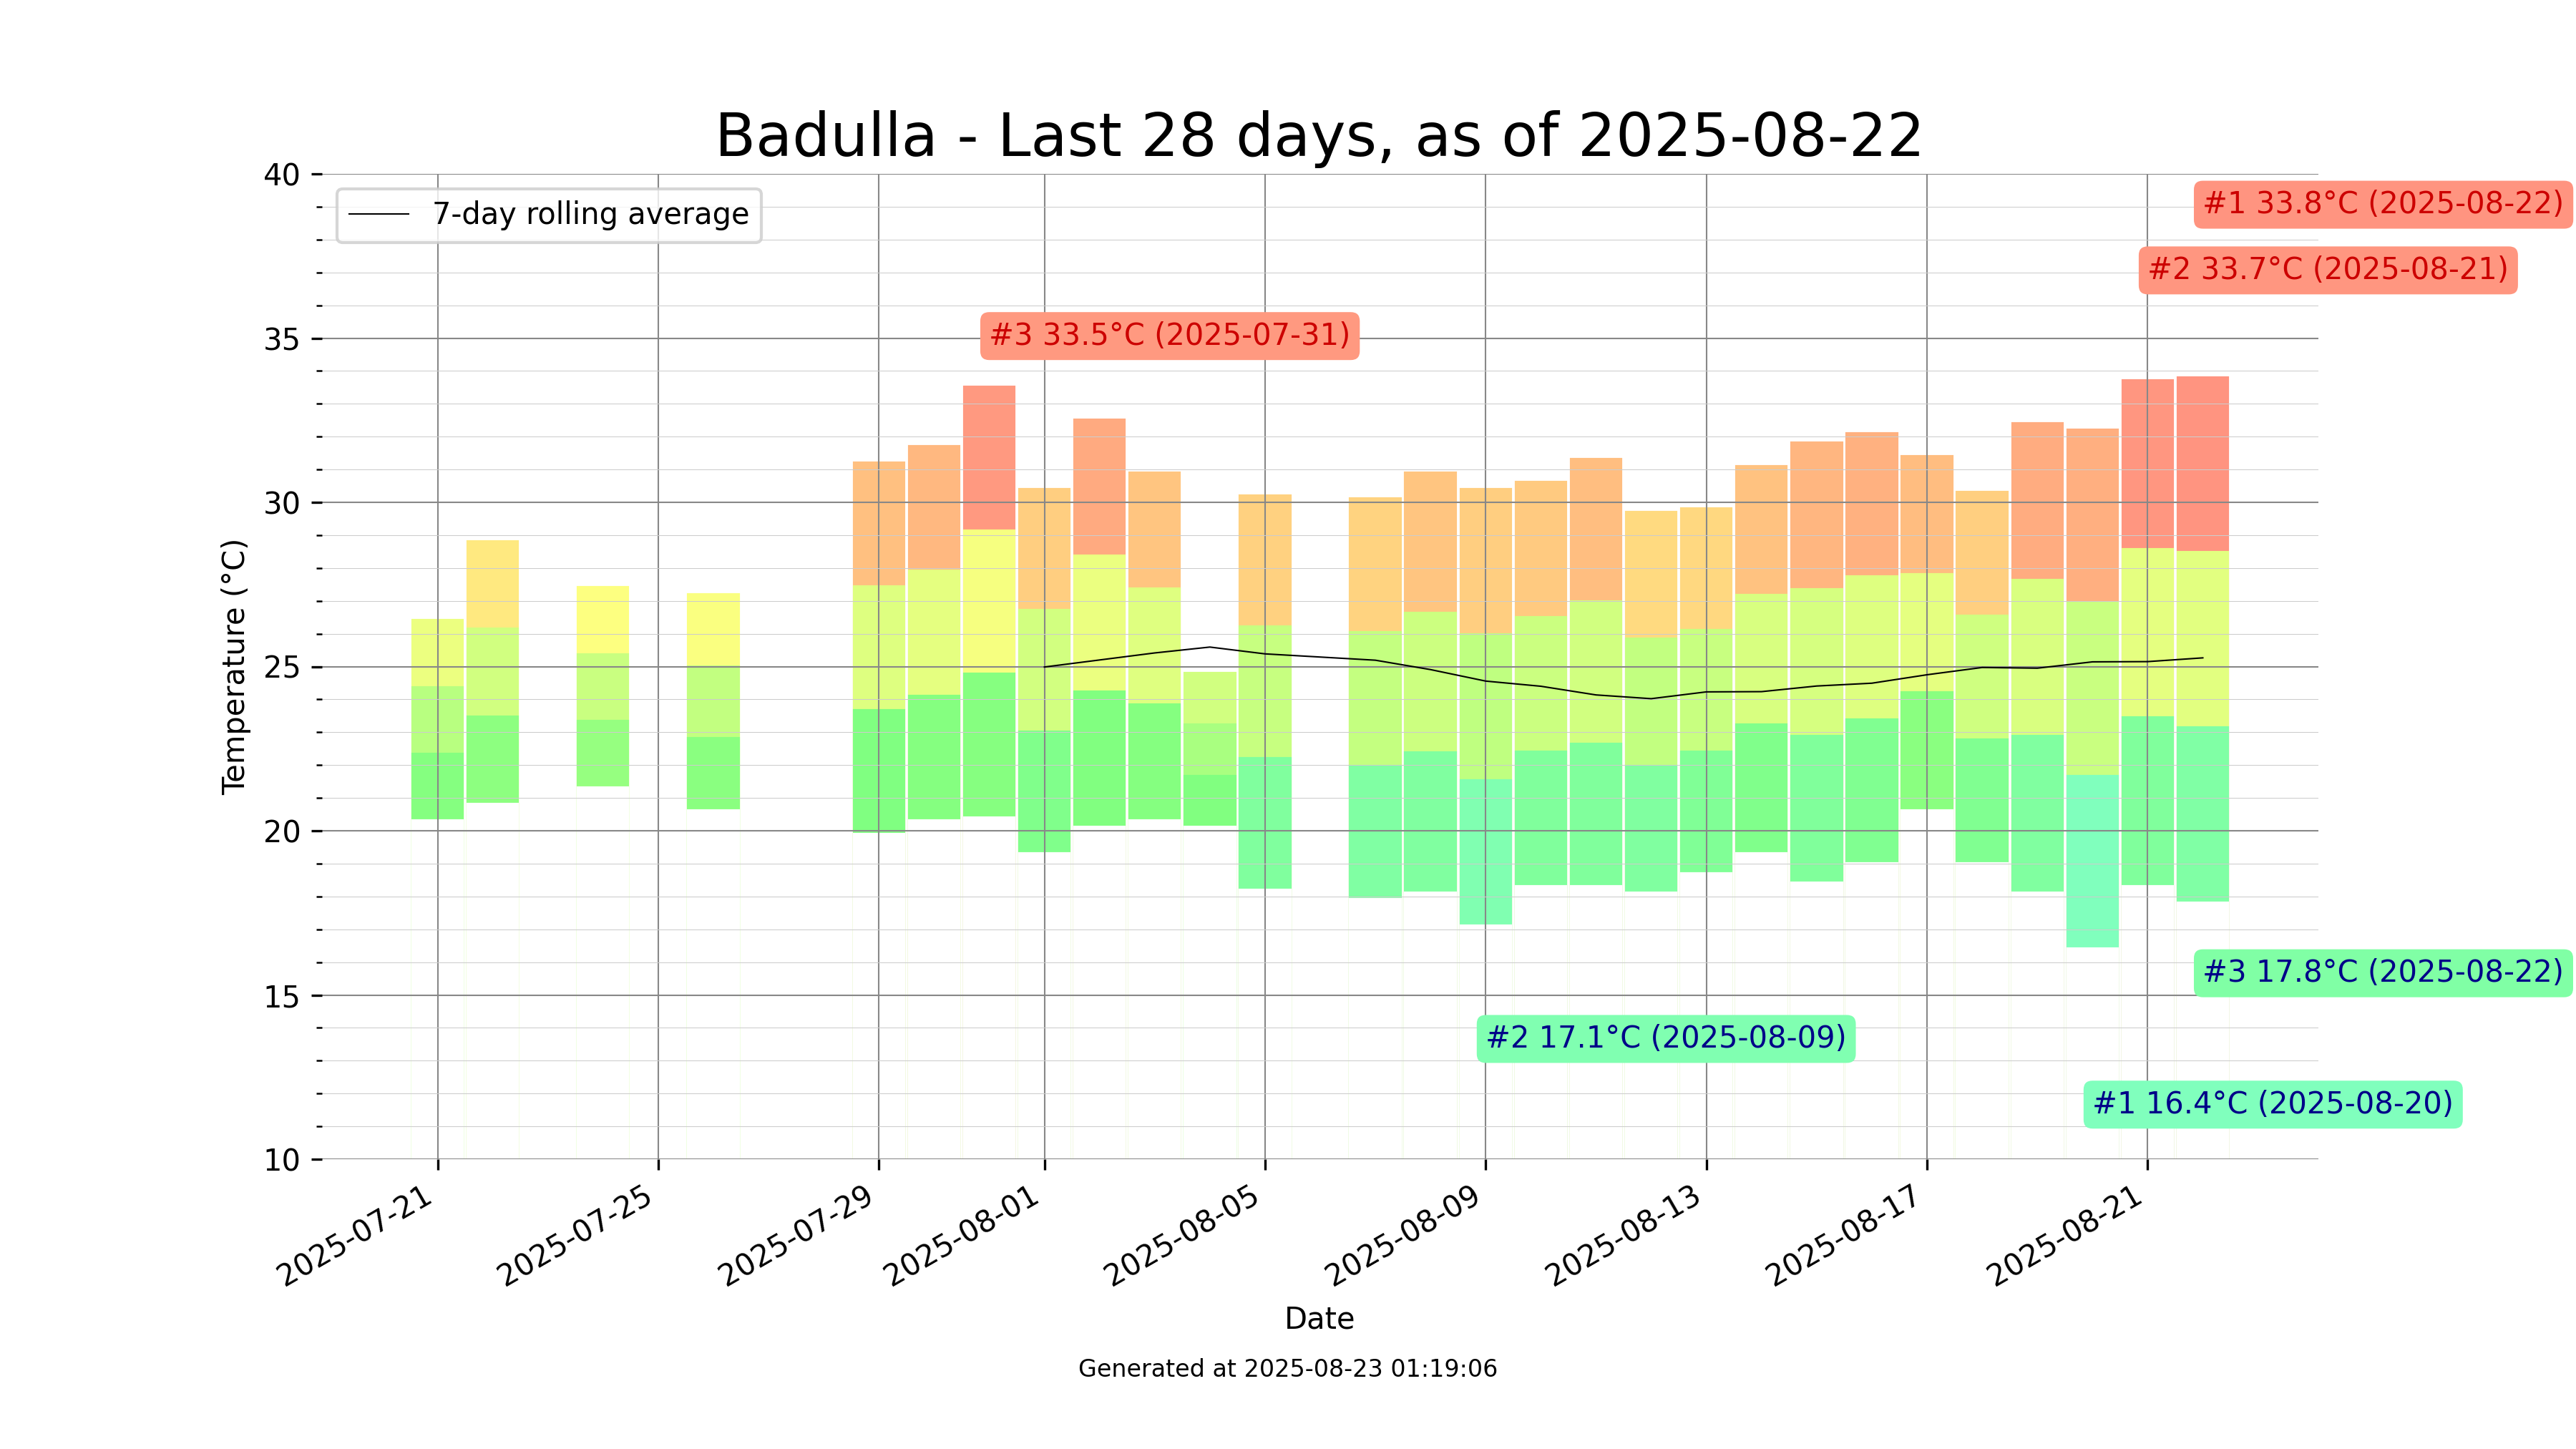 Badulla - Last 28 days, as of 2025-08-22
40
7-day rolling average
#1 33.8°C (2025-08-22)
#2 33.7°C (2025-08-21)
35
#3 33.5°C (2025-07-31)
30
25
Temperature (°C)
20
#3 17.8°C (2025-08-22)
15
#2 17.1°C (2025-08-09)
#1 16.4°C (2025-08-20)
10
2025-07-21
2025-07-25
2025-07-29
2025-08-01
2025-08-05
2025-08-09
2025-08-13
2025-08-17
2025-08-21
Date
Generated at 2025-08-23 01:19:06